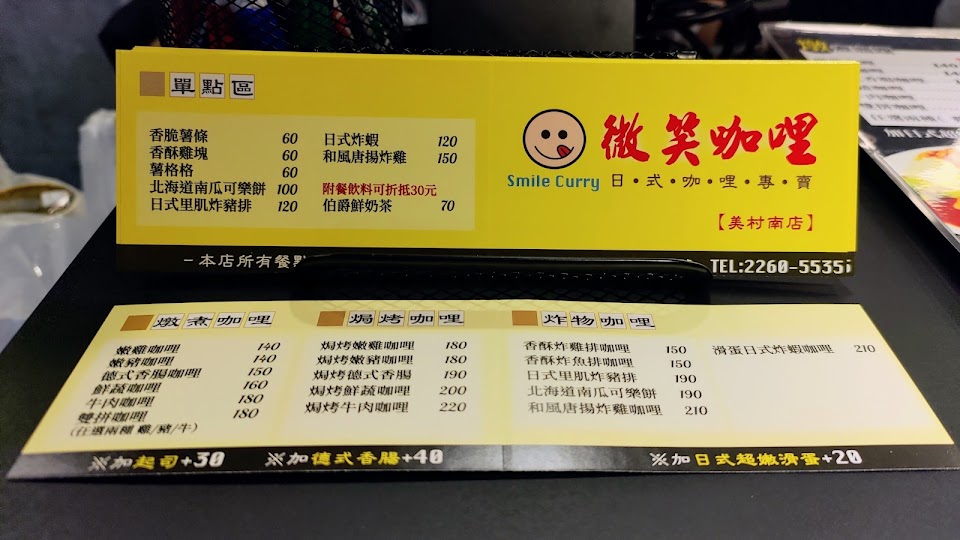 單點區
香脆薯條 60
香酥雞塊 60
薯格格 60
北海道南瓜可樂餅 100
日式里肌炸豬排 120
日式炸蝦 120
和風唐揚炸雞 150
附餐飲料可折抵30元
伯爵鮮奶茶 70
微笑咖哩
Smile Curry 日・式・咖・哩・專・賣
【美村南店】
－本店所有餐點
TEL:2260-5535
燉煮咖哩
嫩雞咖哩 140
嫩豬咖哩 140
德式香腸咖哩 150
鮮蔬咖哩 160
牛肉咖哩 180
雙拼咖哩 180
(任選兩種 雞/豬/牛)
焗烤咖哩
焗烤嫩雞咖哩 180
焗烤嫩豬咖哩 180
焗烤德式香腸 190
焗烤鮮蔬咖哩 200
焗烤牛肉咖哩 220
炸物咖哩
香酥炸雞排咖哩 150
香酥炸魚排咖哩 150
日式里肌炸豬排 190
北海道南瓜可樂餅 190
和風唐揚炸雞咖哩 210
滑蛋日式炸蝦咖哩 210
※加起司+30
※加德式香腸+40
※加日式超嫩滑蛋+20